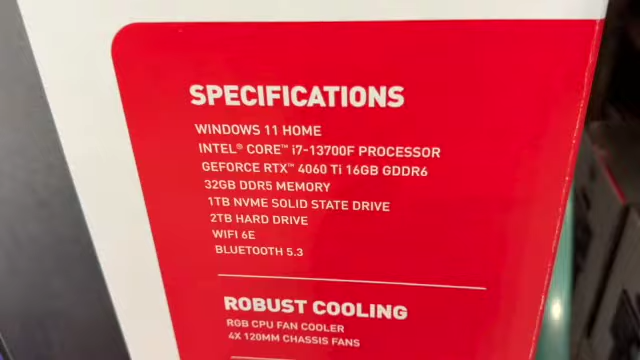 SPECIFICATIONS
WINDOWS 11 HOME
INTEL® CORE™ i7-13700F PROCESSOR
GEFORCE RTX™ 4060 Ti 16GB GDDR6
32GB DDR5 MEMORY
1TB NVME SOLID STATE DRIVE
2TB HARD DRIVE
WIFI 6E
BLUETOOTH 5.3
ROBUST COOLING
RGB CPU FAN COOLER
4X 120MM CHASSIS FANS